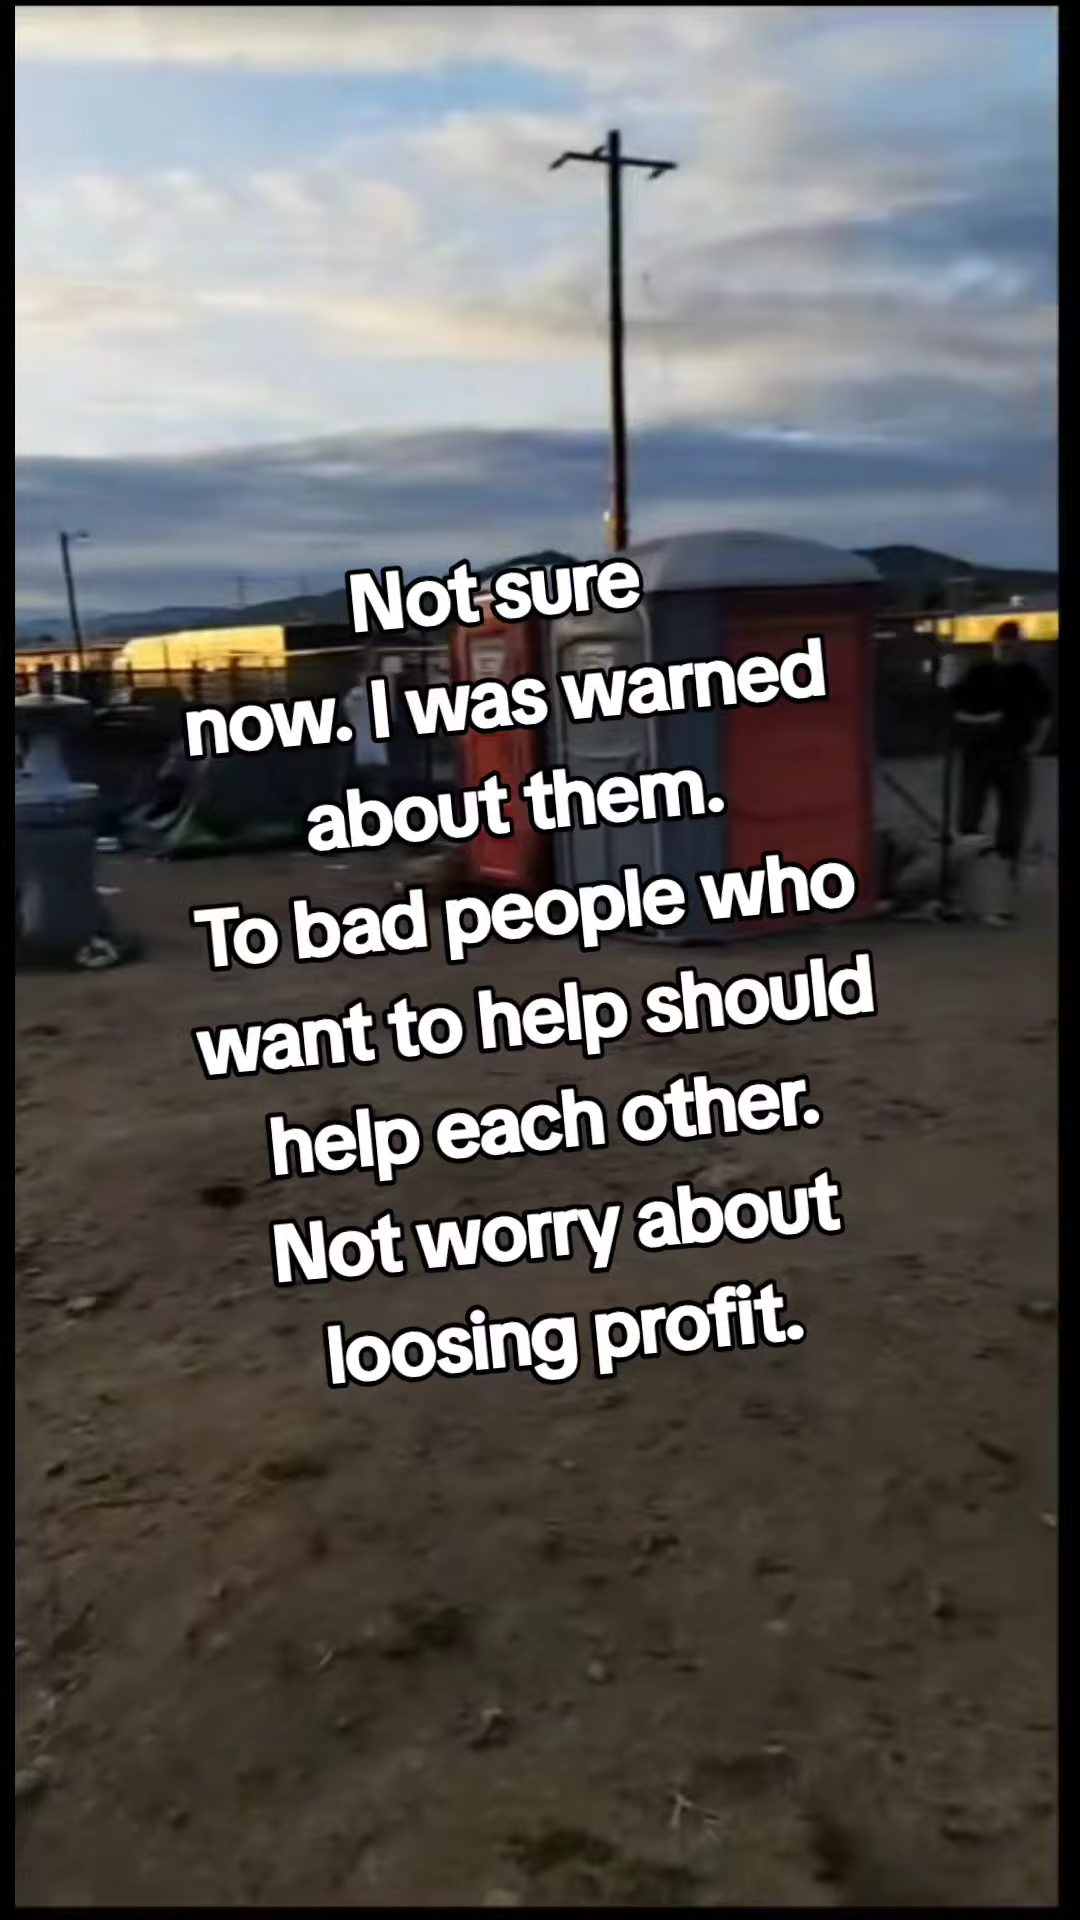 Not sure
now. I was warned
about them.
To bad people who
want to help should
help each other.
Not worry about
loosing profit.